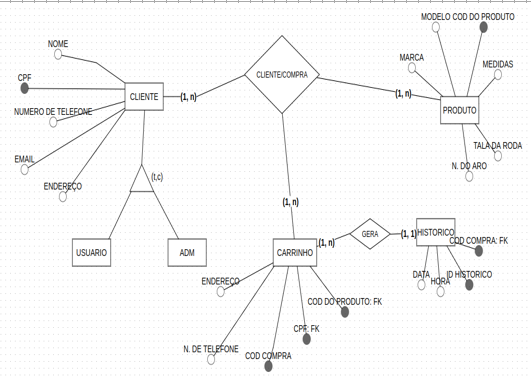 MODELO COD DO PRODUTO
NOME
MARCA
CLIENTE/COMPRA
MEDIDAS
CPF
CLIENTE
(1, n)
(1, n)
PRODUTO
NUMERO DE TELEFONE
TALA DA RODA
EMAIL
N. DO ARO
(t,c)
ENDEREÇO
(1, n)
USUARIO
ADM
CARRINHO
(1, n)
GERA
(1, 1)
HISTORICO
COD COMPRA: FK
DATA
HORA
ID HISTORICO
ENDEREÇO
COD DO PRODUTO: FK
CPF: FK
N. DE TELEFONE
COD COMPRA